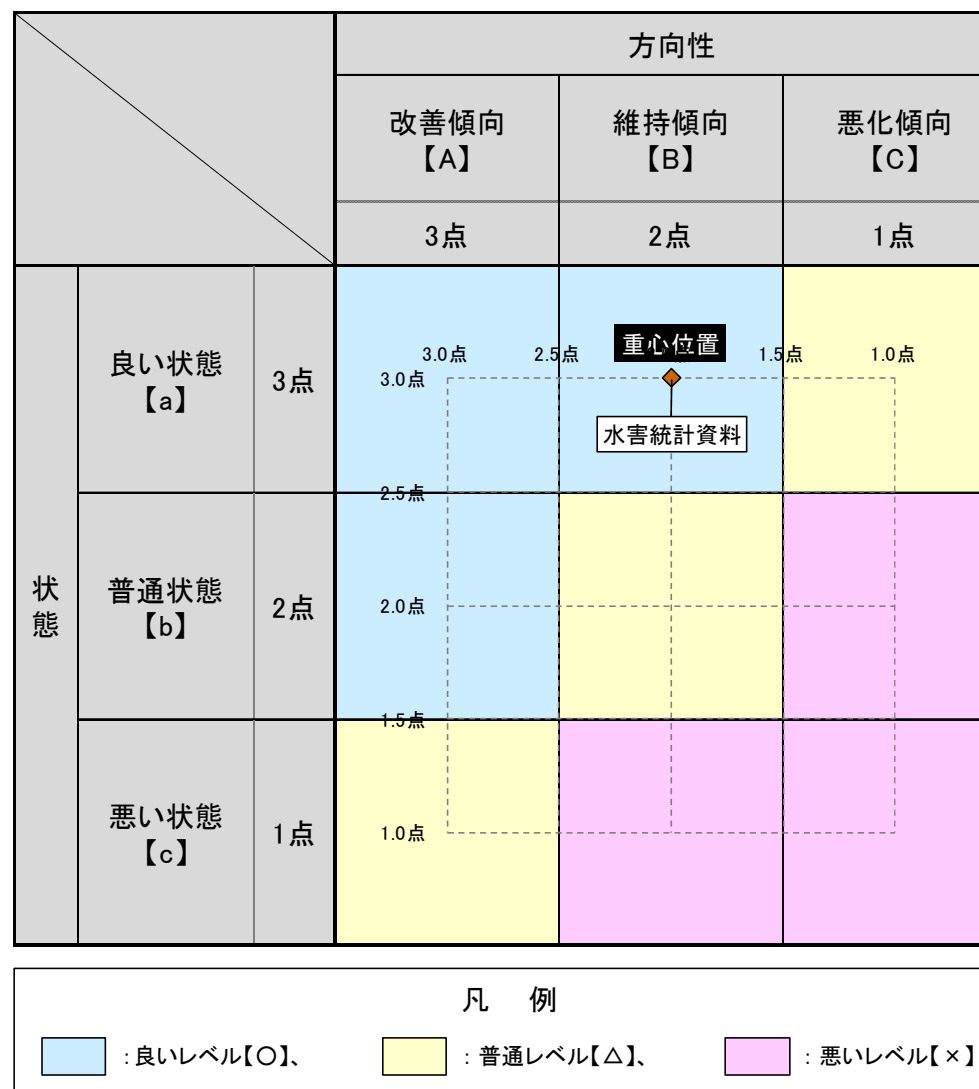 方向性
改善傾向
【A】
維持傾向
【B】
悪化傾向
【C】
3点
2点
1点
状態
良い状態
【a】
3点
普通状態
【b】
2点
悪い状態
【c】
1点
3.0点
2.5点
重心位置
1.5点
1.0点
3.0点
水害統計資料
2.5点
2.0点
1.5点
1.0点
凡 例
：良いレベル【〇】、
：普通レベル【△】、
：悪いレベル【×】